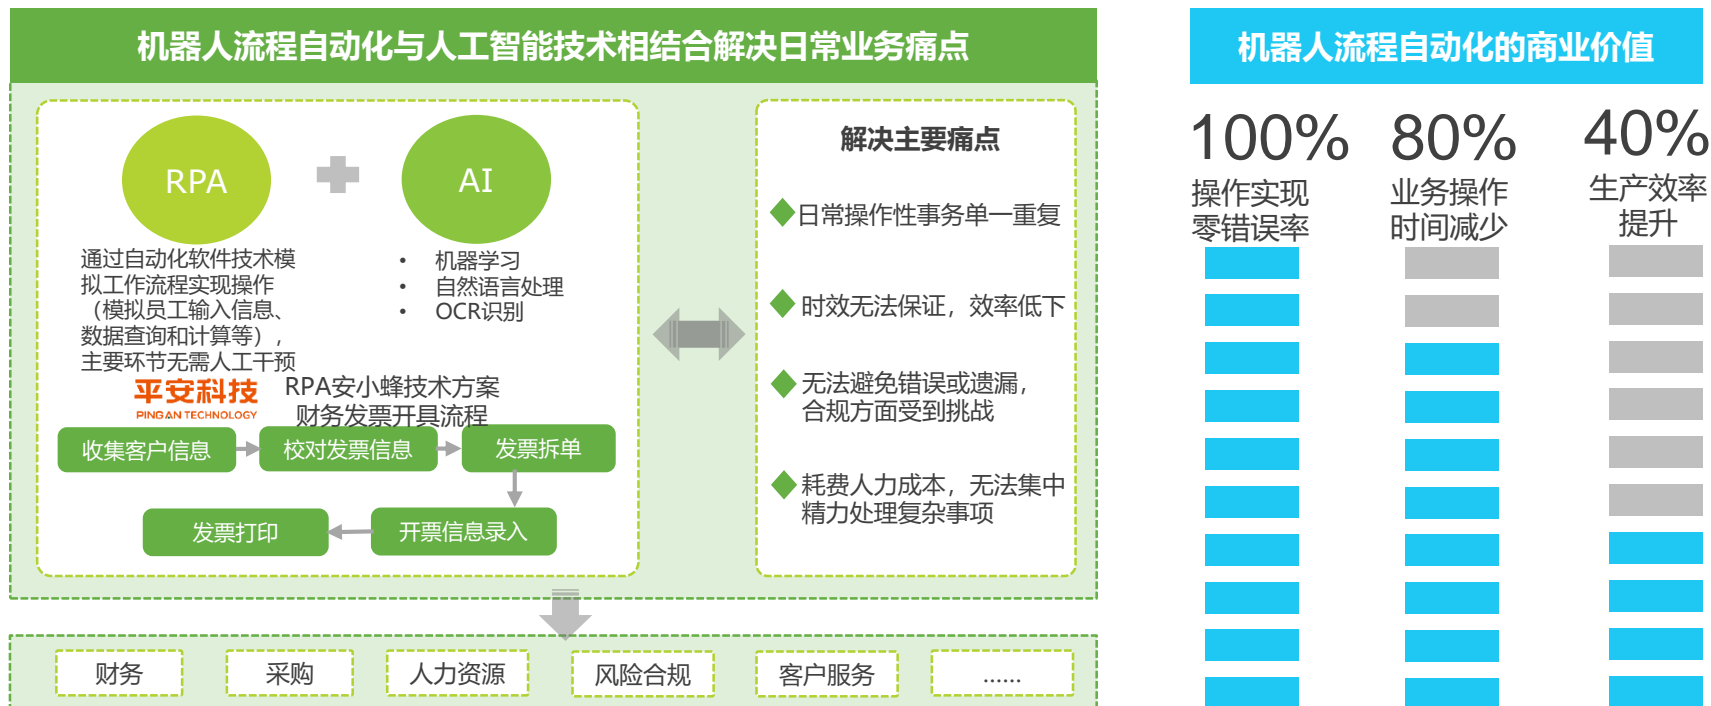 机器人流程自动化与人工智能技术相结合解决日常业务痛点
RPA
AI
通过自动化软件技术模
拟工作流程实现操作
（模拟员工输入信息、
数据查询和计算等），
主要环节无需人工干预
• 机器学习
• 自然语言处理
• OCR识别
平安科技
PINGAN TECHNOLOGY
RPA安小蜂技术方案
财务发票开具流程
收集客户信息
校对发票信息
发票拆单
开票信息录入
发票打印
解决主要痛点
日常操作性事务单一重复
时效无法保证，效率低下
无法避免错误或遗漏，
合规方面受到挑战
耗费人力成本，无法集中
精力处理复杂事项
财务
采购
人力资源
风险合规
客户服务
......
机器人流程自动化的商业价值
100%
操作实现
零错误率
80%
业务操作
时间减少
40%
生产效率
提升